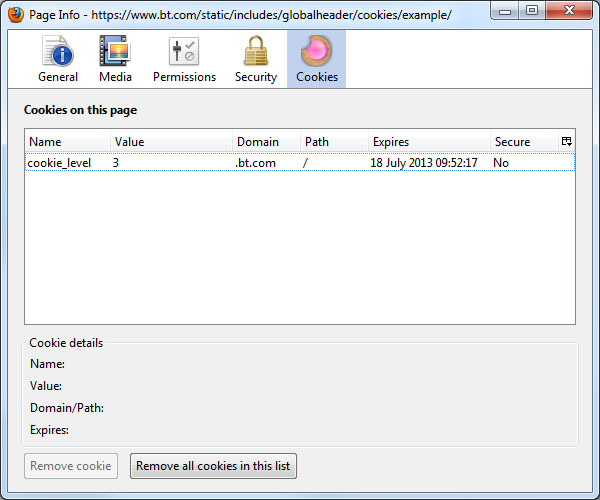 Page Info - https://www.bt.com/static/includes/globalheader/cookies/example/
General Media Permissions Security Cookies
Cookies on this page
Name Value Domain Path Expires Secure
cookie_level 3 .bt.com / 18 July 2013 09:52:17 No
Cookie details
Name:
Value:
Domain/Path:
Expires:
Remove cookie Remove all cookies in this list